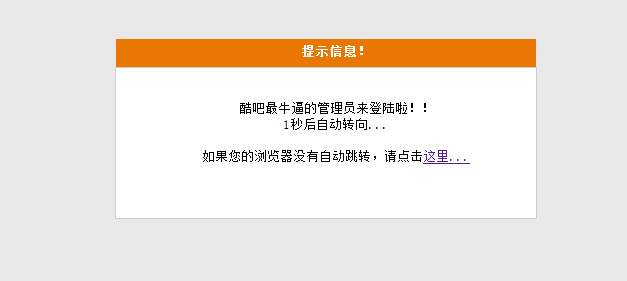 提示信息！
酷吧最牛逼的管理员来登陆啦！！
1秒后自动转向...
如果您的浏览器没有自动跳转，请点击这里...